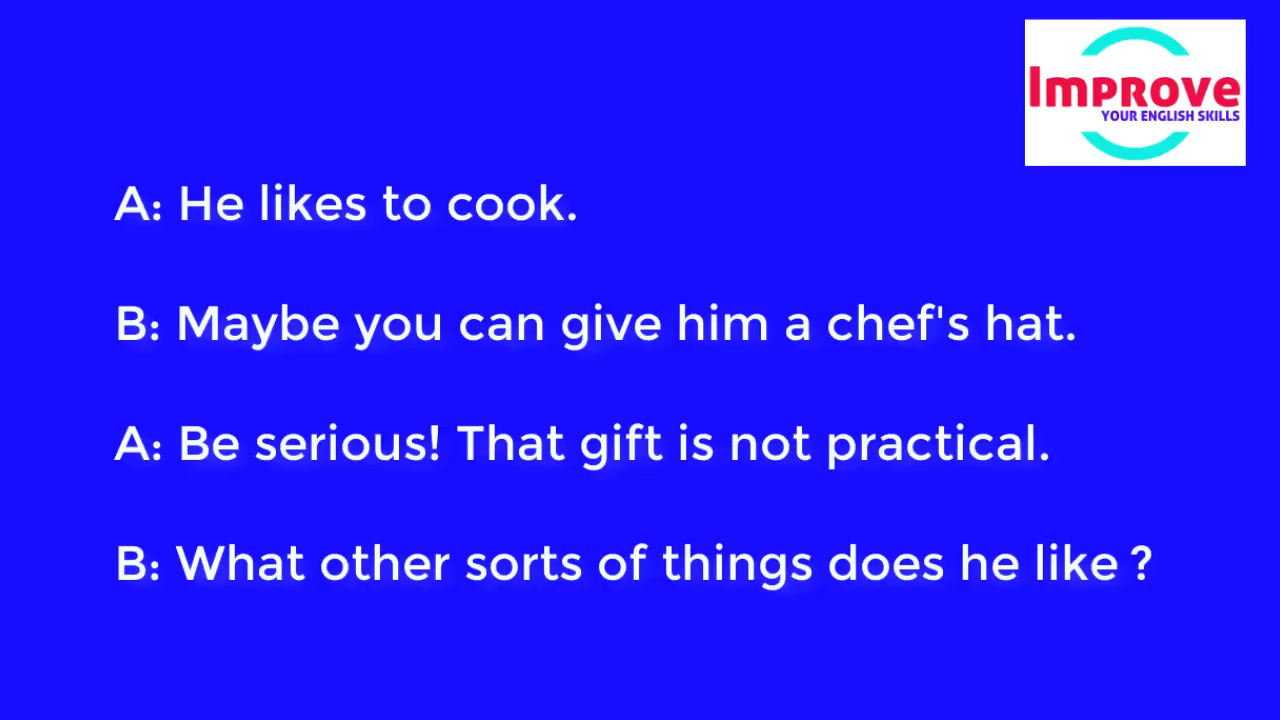 Improve
YOUR ENGLISH SKILLS
A: He likes to cook.
B: Maybe you can give him a chef's hat.
A: Be serious! That gift is not practical.
B: What other sorts of things does he like ?